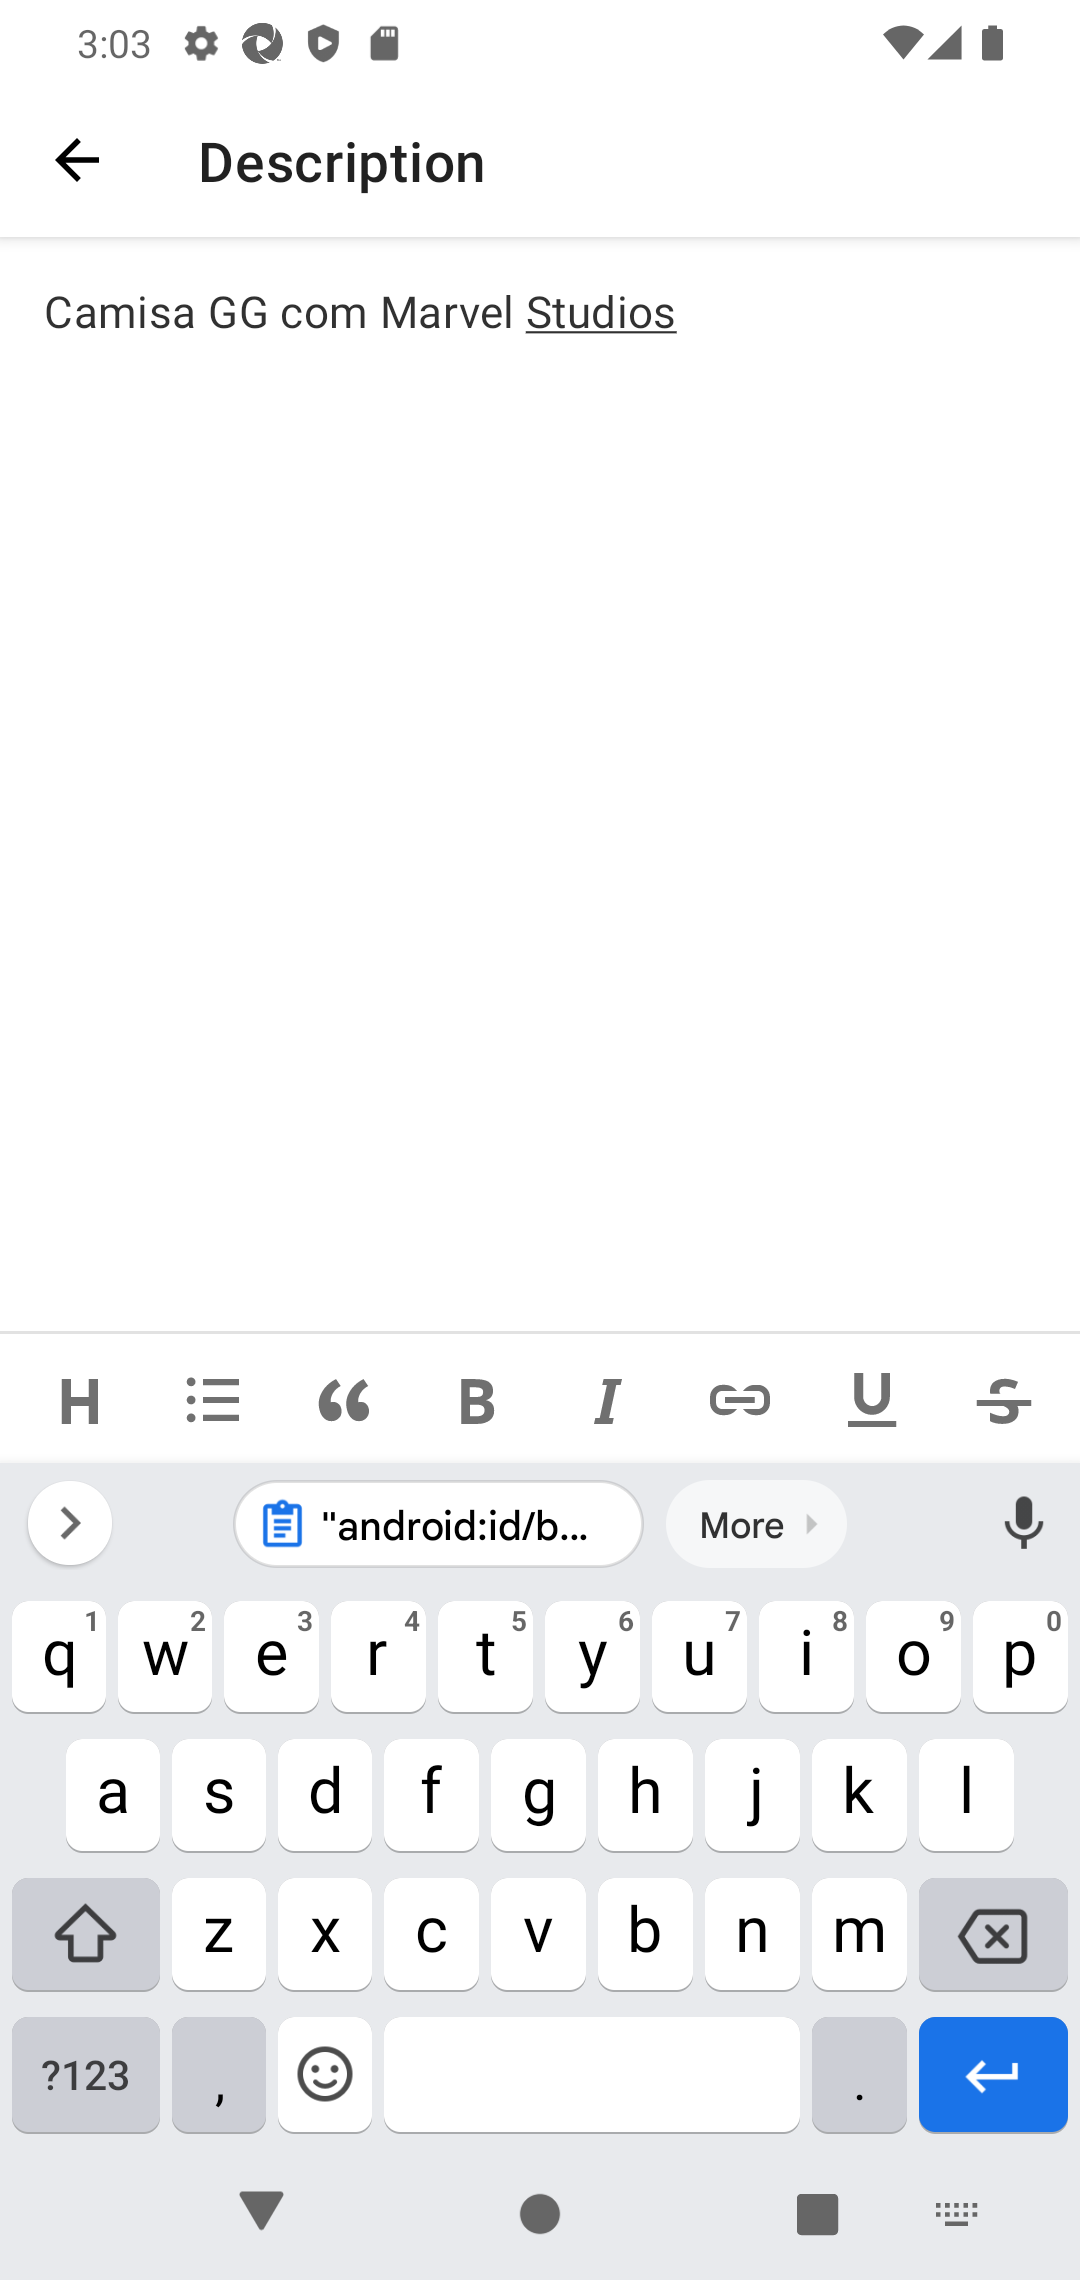 3:03
Description
Camisa GG com Marvel Studios
H B I U S
"android:id/b... More
q1 w2 e3 r4 t5 y6 u7 i8 o9 p0
a s d f g h j k l
z x c v b n m
?123 , .